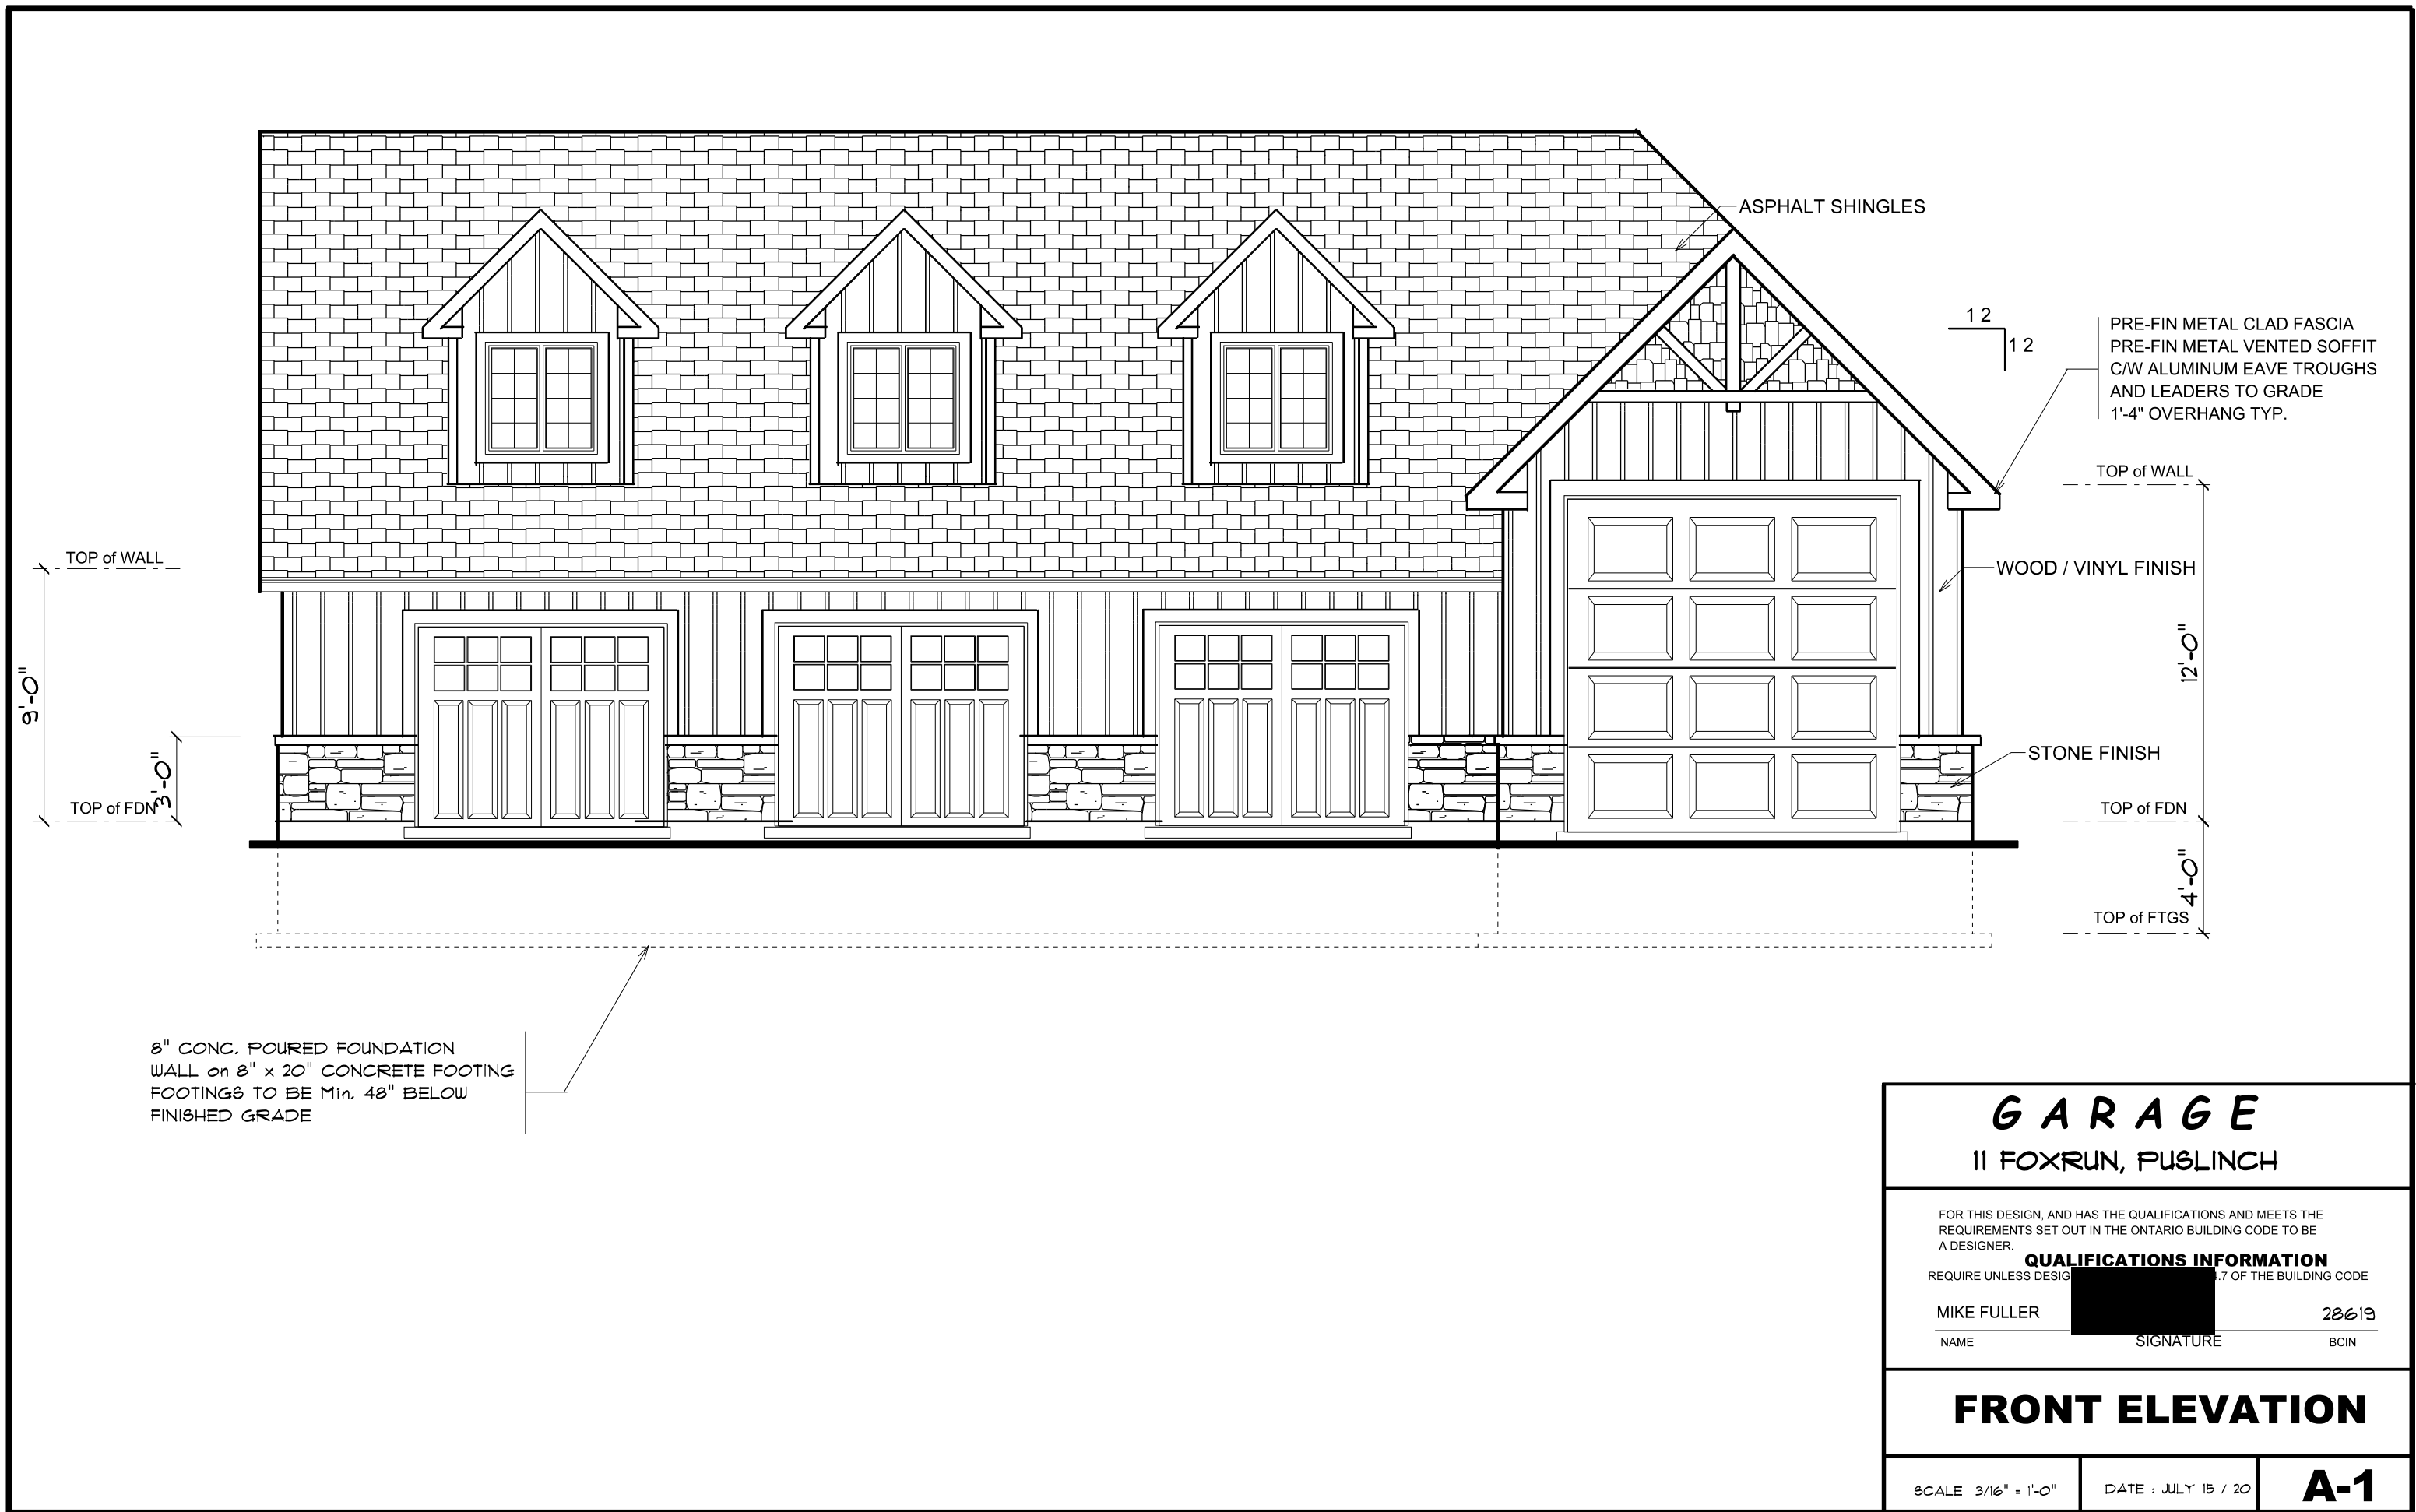 ASPHALT SHINGLES
12
12
PRE-FIN METAL CLAD FASCIA
PRE-FIN METAL VENTED SOFFIT
C/W ALUMINUM EAVE TROUGHS
AND LEADERS TO GRADE
1'-4" OVERHANG TYP.
TOP of WALL
TOP of WALL
WOOD / VINYL FINISH
9'-0"
12'-0"
3'-0"
STONE FINISH
TOP of FDN
TOP of FDN
4'-0"
TOP of FTGS
8" CONC. POURED FOUNDATION
WALL on 8" x 20" CONCRETE FOOTING
FOOTINGS TO BE Min. 48" BELOW
FINISHED GRADE
GARAGE
11 FOXRUN, PUSLINCH
FOR THIS DESIGN, AND HAS THE QUALIFICATIONS AND MEETS THE
REQUIREMENTS SET OUT IN THE ONTARIO BUILDING CODE TO BE
A DESIGNER.
QUALIFICATIONS INFORMATION
REQUIRE UNLESS .7 OF THE BUILDING CODE
MIKE FULLER 28619
NAME SIGNATURE BCIN
FRONT ELEVATION
SCALE 3/16" = 1'-0" DATE : JULY 15 / 20 A-1